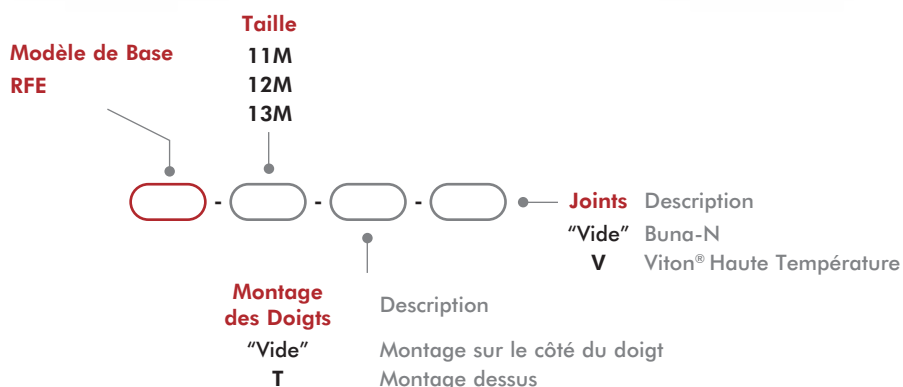 Taille
Modèle de Base
11M
RFE
12M
13M
- - -
Joints Description
“Vide” Buna-N
V Viton® Haute Température
Montage
des Doigts
Description
“Vide” Montage sur le côté du doigt
T Montage dessus